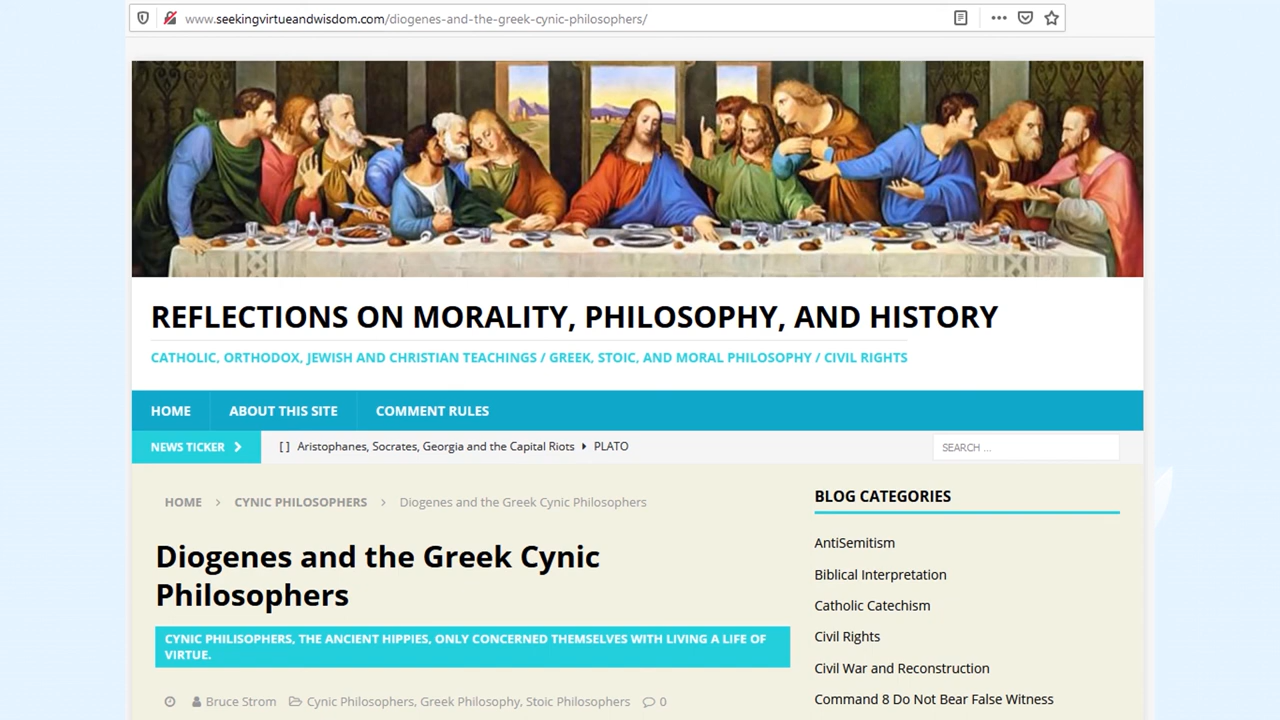 www.seekingvirtueandwisdom.com/diogenes-and-the-greek-cynic-philosophers/
REFLECTIONS ON MORALITY, PHILOSOPHY, AND HISTORY
CATHOLIC, ORTHODOX, JEWISH AND CHRISTIAN TEACHINGS / GREEK, STOIC, AND MORAL PHILOSOPHY / CIVIL RIGHTS
HOME ABOUT THIS SITE COMMENT RULES
NEWS TICKER [ ] Aristophanes, Socrates, Georgia and the Capital Riots PLATO SEARCH ...
HOME > CYNIC PHILOSOPHERS > Diogenes and the Greek Cynic Philosophers
Diogenes and the Greek Cynic
Philosophers
CYNIC PHILISOPHERS, THE ANCIENT HIPPIES, ONLY CONCERNED THEMSELVES WITH LIVING A LIFE OF
VIRTUE.
Bruce Strom Cynic Philosophers, Greek Philosophy, Stoic Philosophers 0
BLOG CATEGORIES
AntiSemitism
Biblical Interpretation
Catholic Catechism
Civil Rights
Civil War and Reconstruction
Command 8 Do Not Bear False Witness